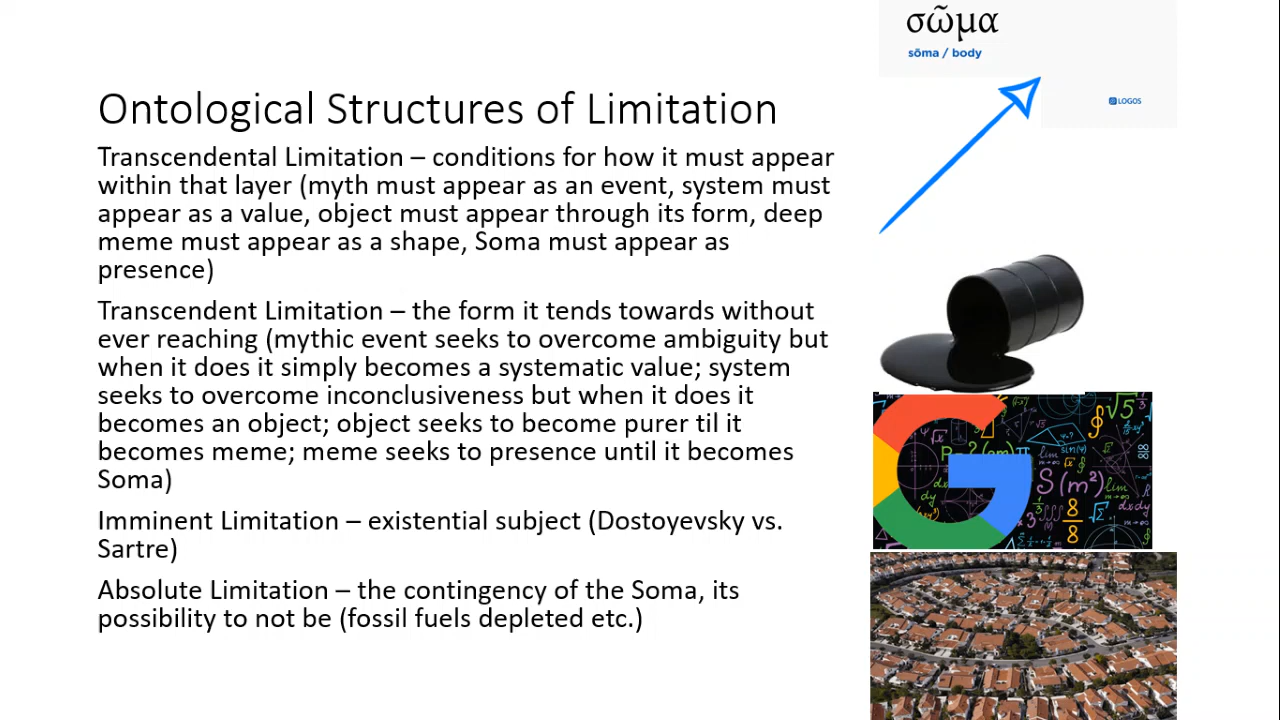 σῶμα
sōma / body
LOGOS
Ontological Structures of Limitation
Transcendental Limitation – conditions for how it must appear
within that layer (myth must appear as an event, system must
appear as a value, object must appear through its form, deep
meme must appear as a shape, Soma must appear as
presence)
Transcendent Limitation – the form it tends towards without
ever reaching (mythic event seeks to overcome ambiguity but
when it does it simply becomes a systematic value; system
seeks to overcome inconclusiveness but when it does it
becomes an object; object seeks to become purer til it
becomes meme; meme seeks to presence until it becomes
Soma)
Imminent Limitation – existential subject (Dostoyevsky vs.
Sartre)
Absolute Limitation – the contingency of the Soma, its
possibility to not be (fossil fuels depleted etc.)
√5
S(m²)
lim
dy
8
8